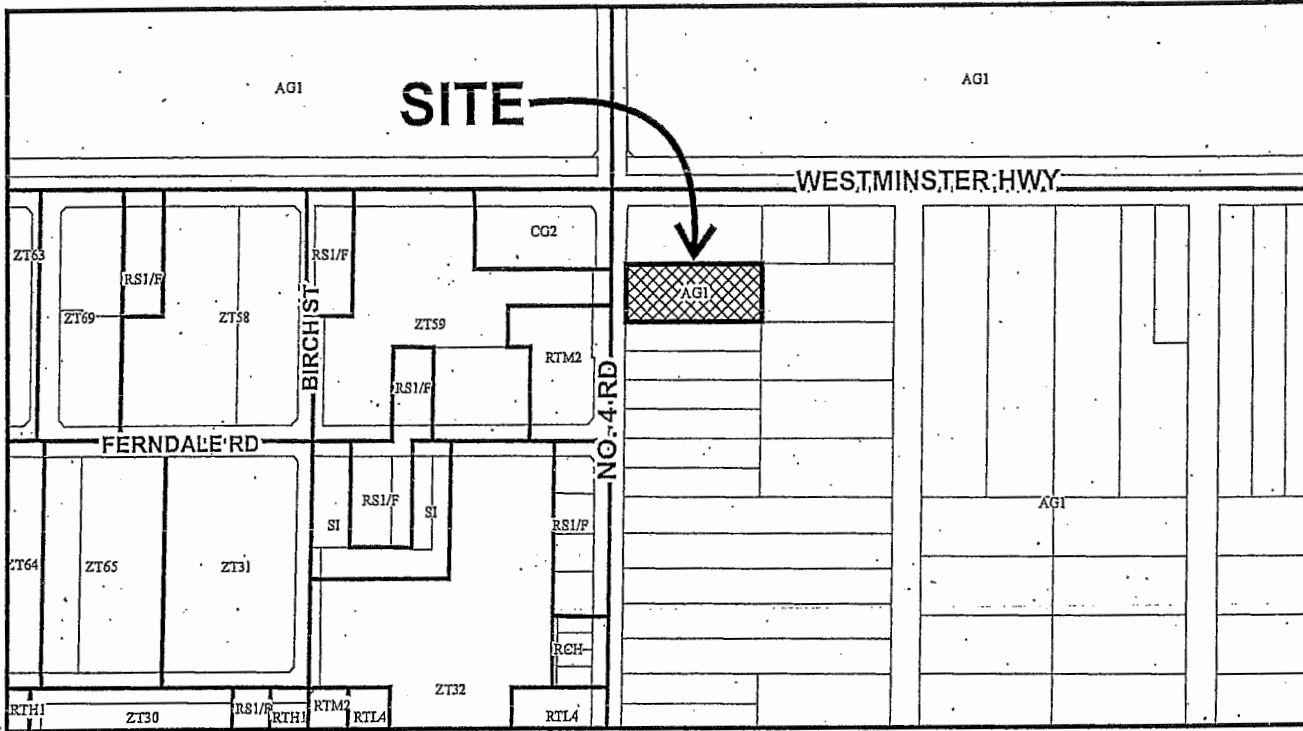 AG1
AG1
SITE
WESTMINSTER HWY
ZT63
RS1/F
RS1/F
CG2
AG1
ZT69
ZT58
ZT59
BIRCH ST
RTM2
RS1/F
NO. 4 RD
FERNDALE RD
SI
RS1/F
SI
RS1/F
AG1
ZT64
ZT65
ZT31
RCH
ZT32
RTH1
ZT30
RS1/F
RTH1
RTM2
RTL4
RTL4